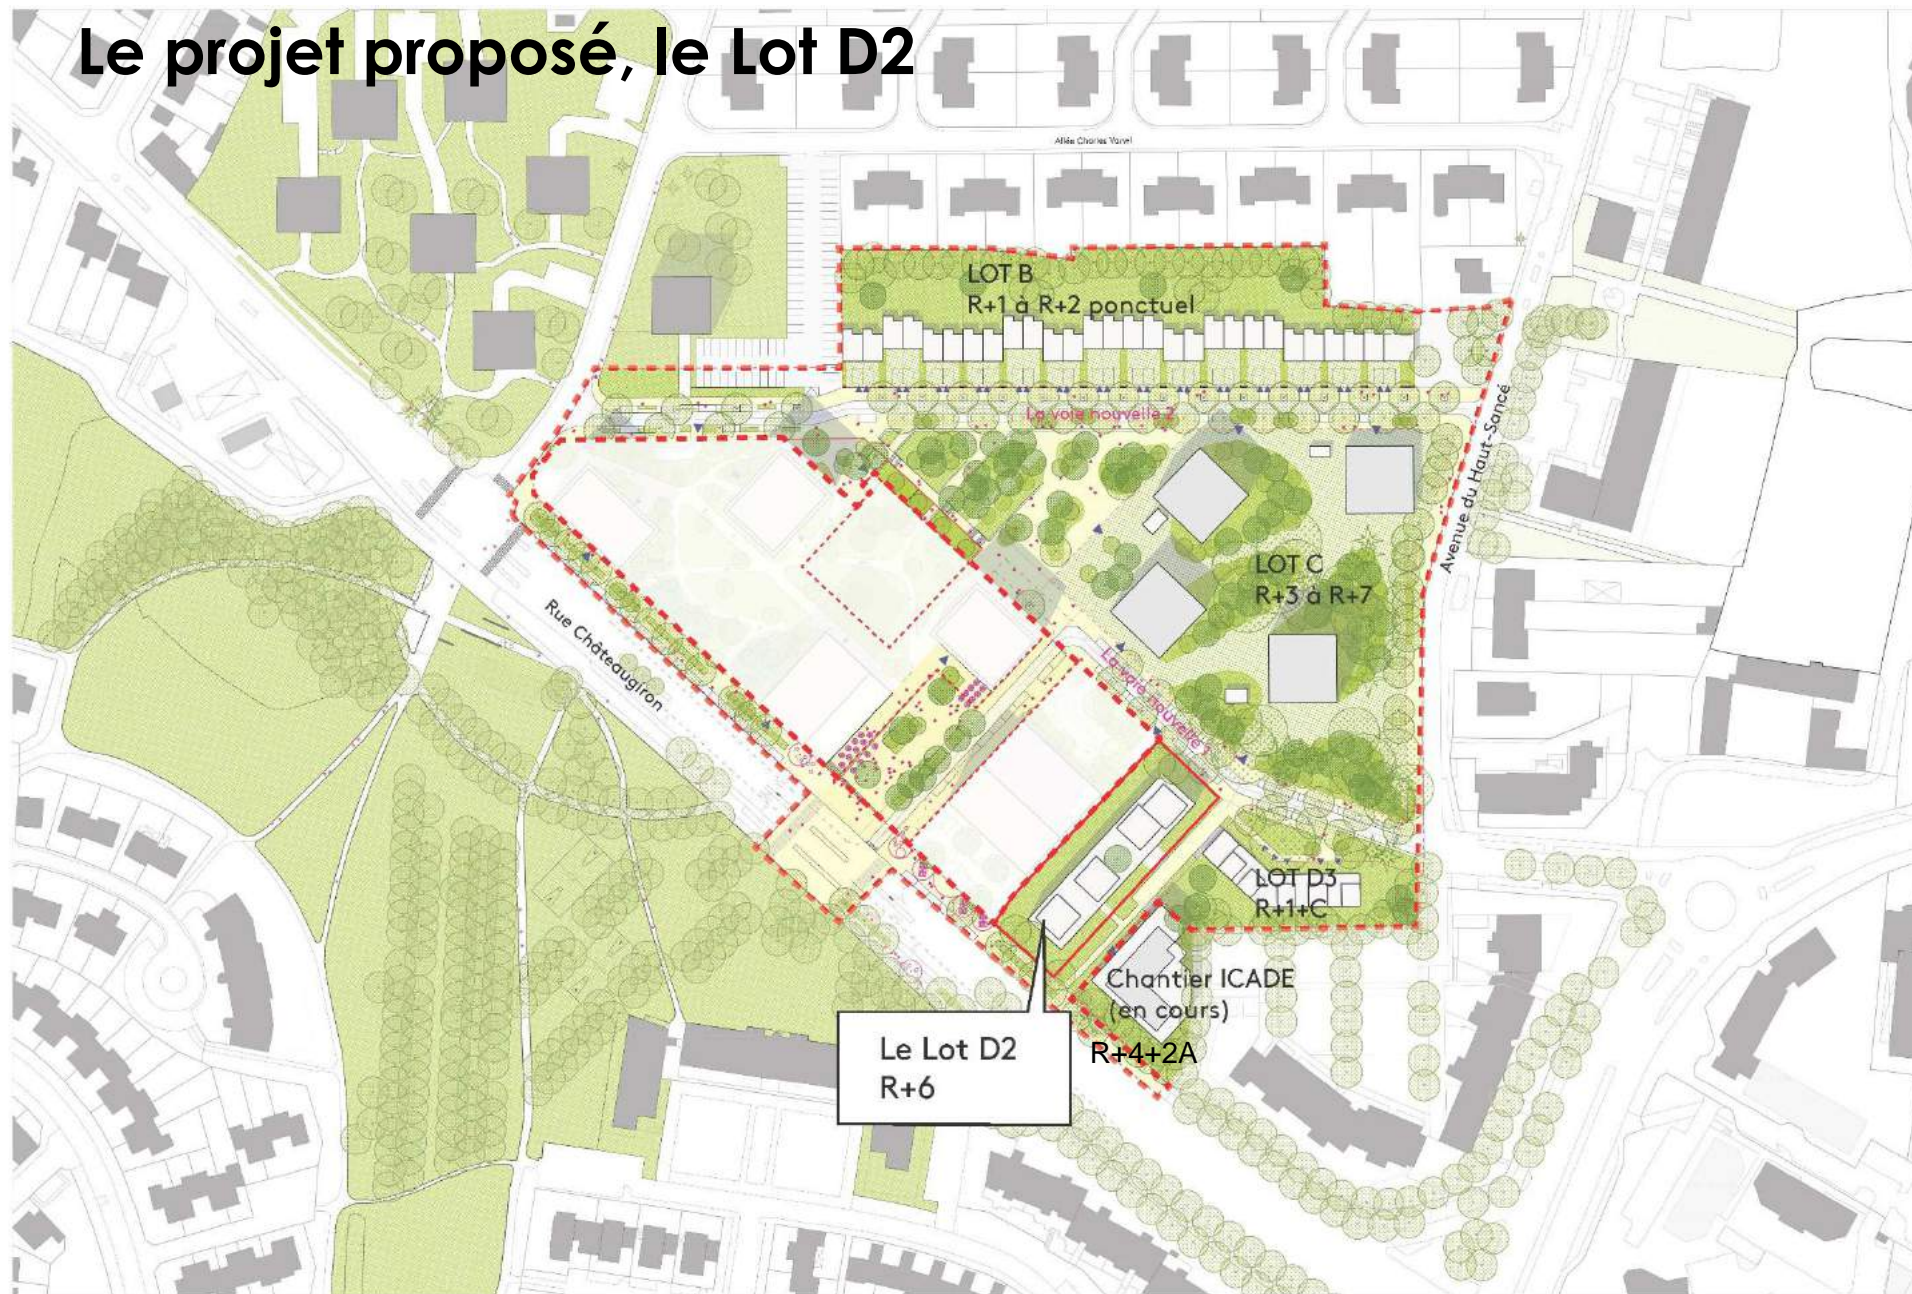 Le projet proposé, le Lot D2
Allée Charles Vanel
LOT B
R+1 à R+2 ponctuel
La voie nouvelle 2
Avenue du Haut-Sancé
LOT C
R+3 à R+7
Rue Châteaugiron
La voie nouvelle 1
LOT D3
R+1+C
Chantier ICADE
(en cours)
R+4+2A
Le Lot D2
R+6